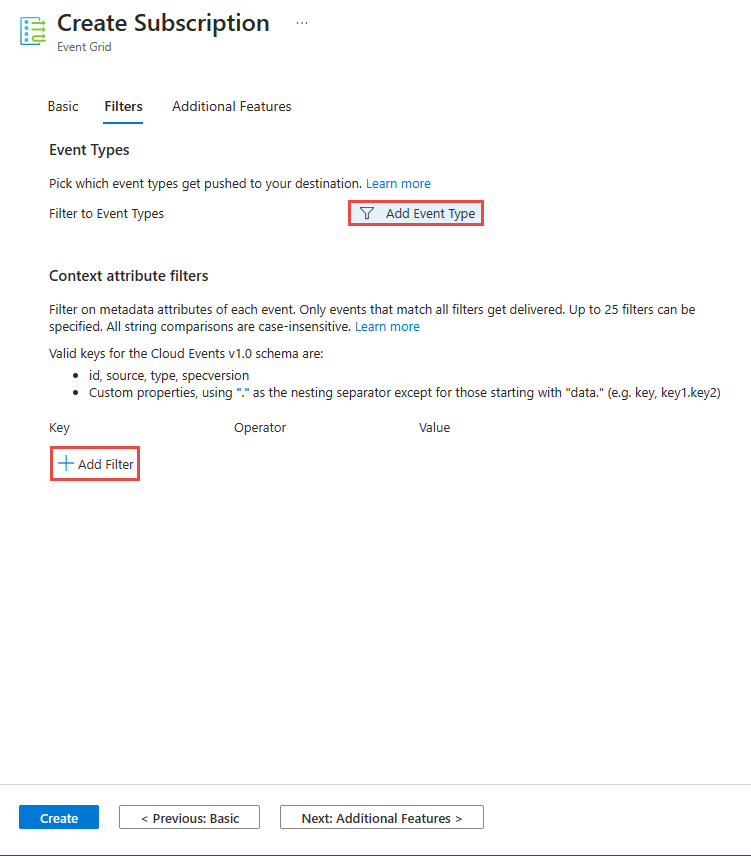 Create Subscription ...
Event Grid
Basic Filters Additional Features
Event Types
Pick which event types get pushed to your destination. Learn more
Filter to Event Types Add Event Type
Context attribute filters
Filter on metadata attributes of each event. Only events that match all filters get delivered. Up to 25 filters can be
specified. All string comparisons are case-insensitive. Learn more
Valid keys for the Cloud Events v1.0 schema are:
• id, source, type, specversion
• Custom properties, using "." as the nesting separator except for those starting with "data." (e.g. key, key1.key2)
Key Operator Value
+ Add Filter
Create < Previous: Basic Next: Additional Features >